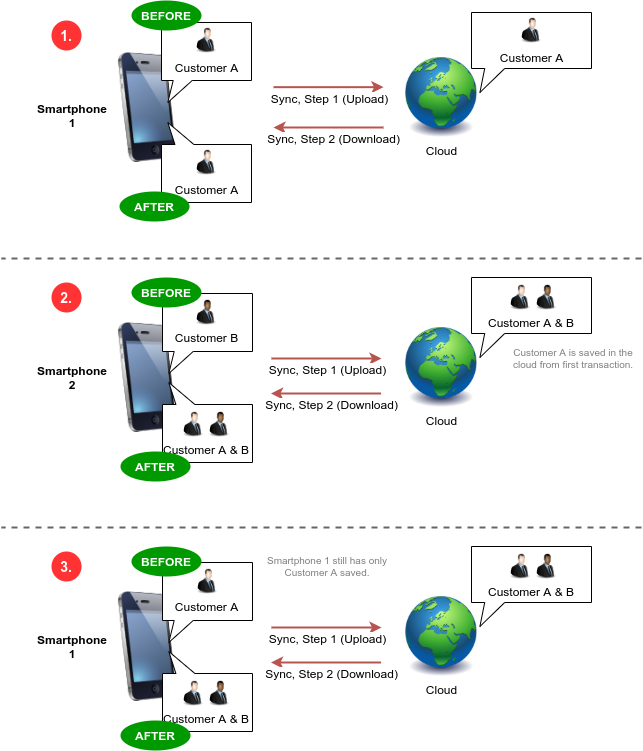 BEFORE
1.
Customer A
Customer A
Smartphone
1
Sync, Step 1 (Upload)
Sync, Step 2 (Download)
Cloud
Customer A
AFTER
BEFORE
2.
Customer B
Customer A & B
Smartphone
2
Sync, Step 1 (Upload)
Customer A is saved in the
cloud from first transaction.
Sync, Step 2 (Download)
Cloud
Customer A & B
AFTER
BEFORE
3.
Smartphone 1 still has only
Customer A saved.
Customer A
Customer A & B
Smartphone
1
Sync, Step 1 (Upload)
Sync, Step 2 (Download)
Cloud
Customer A & B
AFTER